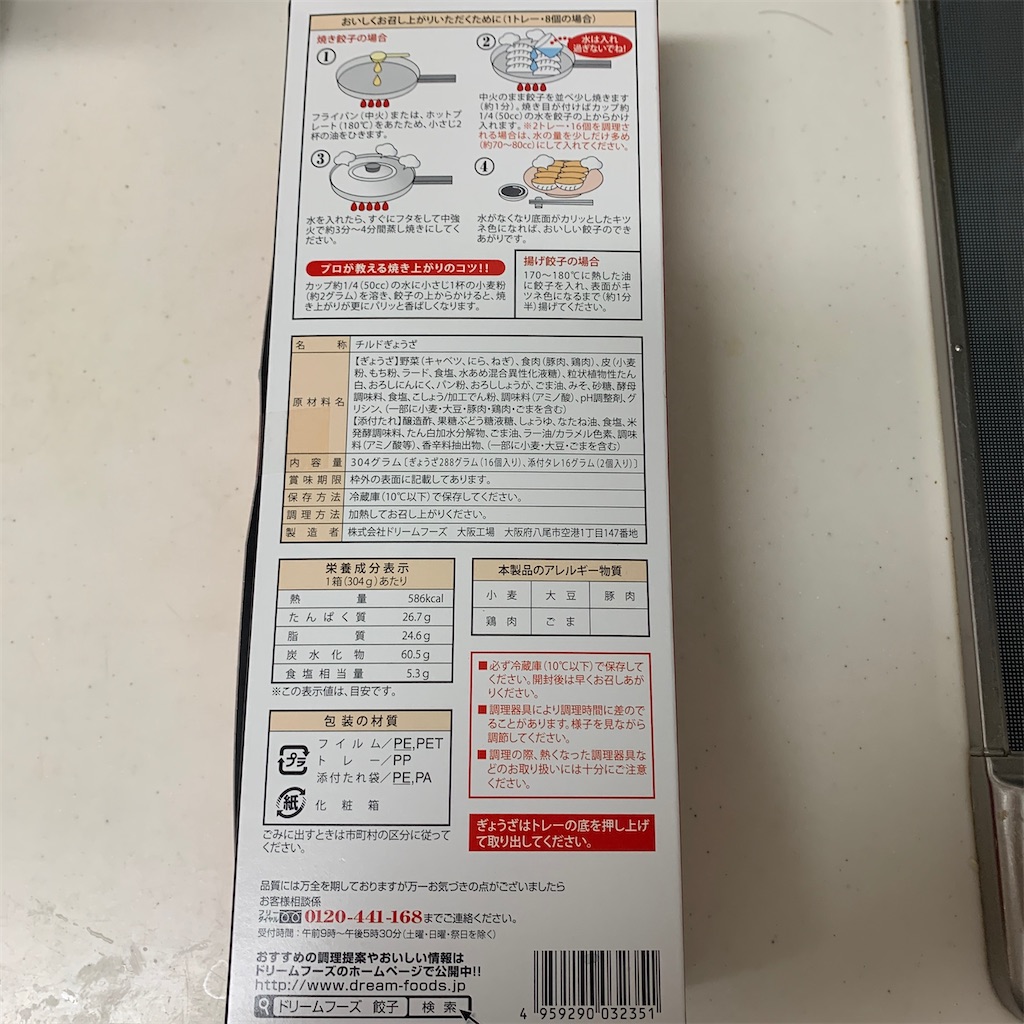 おいしくお召し上がりいただくために(1トレー・8個の場合)
焼き餃子の場合
①
フライパン(中火)または、ホットプ
レート(180℃)をあたため、小さじ2
杯の油をひきます。
②
水は入れ
過ぎないでね!
中火のまま餃子を並べ少し焼きます
(約1分)。焼き目が付けばカップ約
1/4(50cc)の水を餃子の上からかけ
入れます。※2トレー・16個を調理さ
れる場合は、水の量を少しだけ多め
(約70〜80cc)にして入れてください。
③
水を入れたら、すぐにフタをして中強
火で約3分〜4分間蒸し焼きにしてく
ださい。
④
水がなくなり底面がカリッとしたキツ
ネ色になれば、おいしい餃子のでき
あがりです。
プロが教える焼き上がりのコツ!!
カップ約1/4(50cc)の水に小さじ1杯の小麦粉
(約2グラム)を溶き、餃子の上からかけると、焼
き上がりが更にパリッと香ばしくなります。
揚げ餃子の場合
170〜180℃に熱した油
に餃子を入れ、表面がキ
ツネ色になるまで(約1分
半)揚げてください。
名称 チルドぎょうざ
原材料名
【ぎょうざ】野菜(キャベツ、にら、ねぎ)、食肉(豚肉、鶏肉)、皮(小麦
粉、もち粉、ラード、食塩、水あめ混合異性化液糖)、粒状植物性たん
白、おろしにんにく、パン粉、おろししょうが、ごま油、みそ、砂糖、酵母
調味料、食塩、こしょう/加工でん粉、調味料(アミノ酸)、pH調整剤、グ
リシン、(一部に小麦・大豆・豚肉・鶏肉・ごまを含む)
【添付たれ】醸造酢、果糖ぶどう糖液糖、しょうゆ、なたね油、食塩、米
発酵調味料、たん白加水分解物、ごま油、ラー油/カラメル色素、調味
料(アミノ酸等)、香辛料抽出物、(一部に小麦・大豆・ごまを含む)
内容量 304グラム〔ぎょうざ288グラム(16個入り)、添付タレ16グラム(2個入り)〕
賞味期限 枠外の表面に記載してあります。
保存方法 冷蔵庫(10℃以下)で保存してください。
調理方法 加熱してお召し上がりください。
製造者 株式会社ドリームフーズ 大阪工場 大阪府八尾市空港1丁目147番地
栄養成分表示
1箱(304g)あたり
熱量 586kcal
たんぱく質 26.7g
脂質 24.6g
炭水化物 60.5g
食塩相当量 5.3g
※この表示値は、目安です。
本製品のアレルギー物質
小麦 大豆 豚肉
鶏肉 ごま
■必ず冷蔵庫(10℃以下)で保存して
ください。開封後は早くお召しあが
りください。
■調理器具により調理時間に差ので
ることがあります。様子を見ながら
調節してください。
■調理の際、熱くなった調理器具な
どのお取り扱いには十分にご注意
ください。
包装の材質
プラ
フイルム/PE,PET
トレー/PP
添付たれ袋/PE,PA
紙 化粧箱
ごみに出すときは市町村の区分に従って
ください。
ぎょうざはトレーの底を押し上げ
て取り出してください。
品質には万全を期しておりますが万一お気づきの点がございましたら
お客様相談係
フリーダイヤル 0120-441-168までご連絡ください。
受付時間:午前9時〜午後5時30分(土曜・日曜・祭日を除く)
おすすめの調理提案やおいしい情報は
ドリームフーズのホームページで公開中!!
http://www.dream-foods.jp
ドリームフーズ 餃子 検索
4 959290 032351